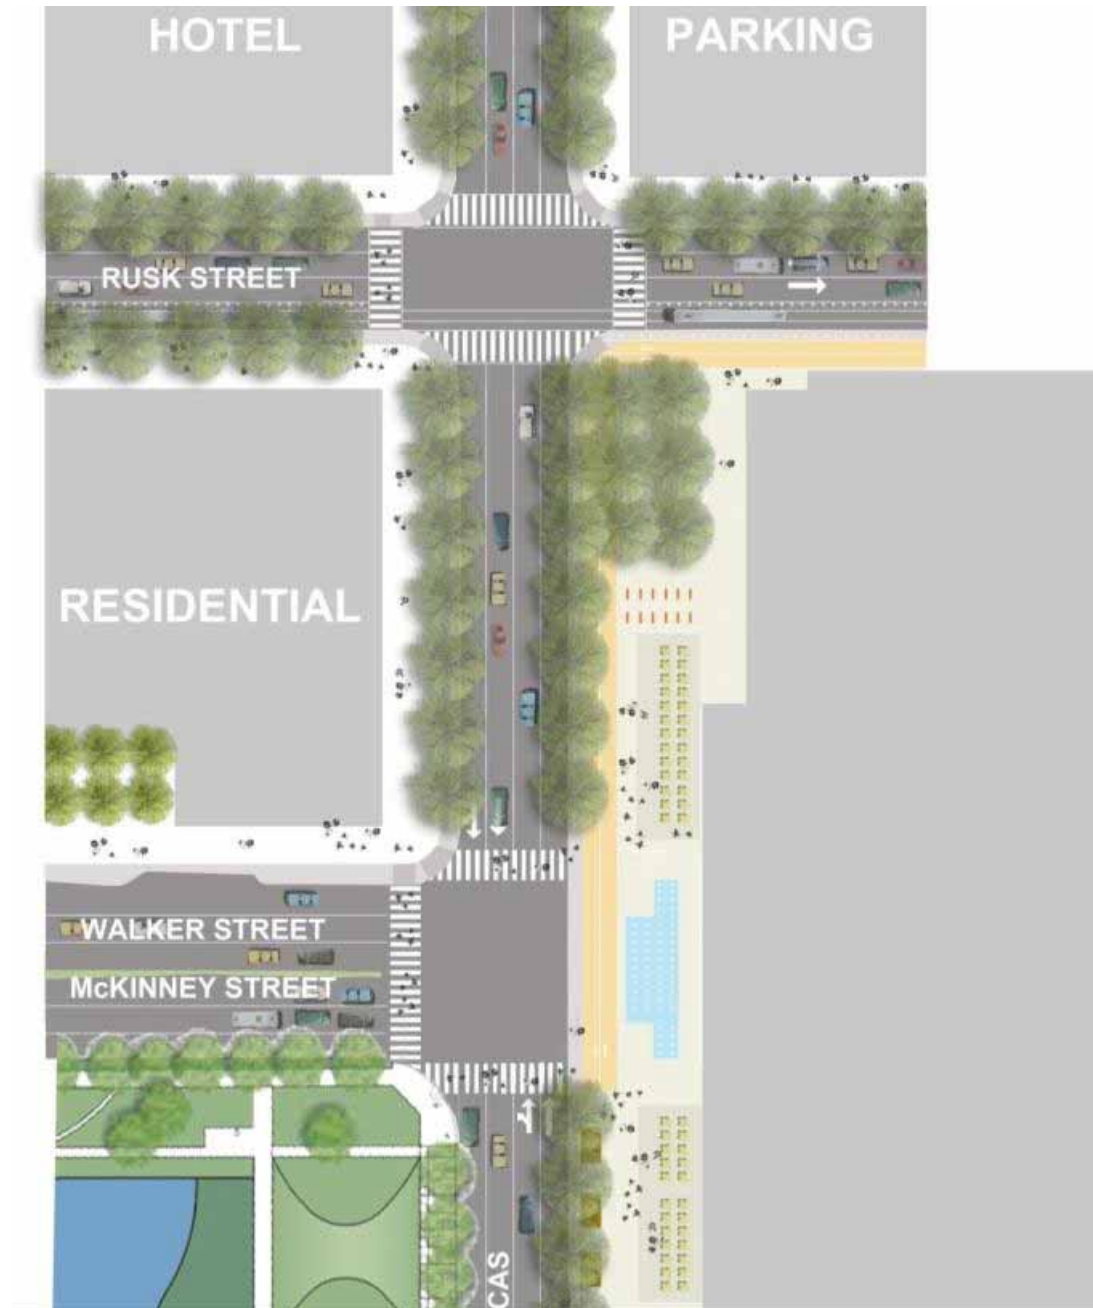 HOTEL
PARKING
RUSK STREET
RESIDENTIAL
WALKER STREET
McKINNEY STREET
CAS